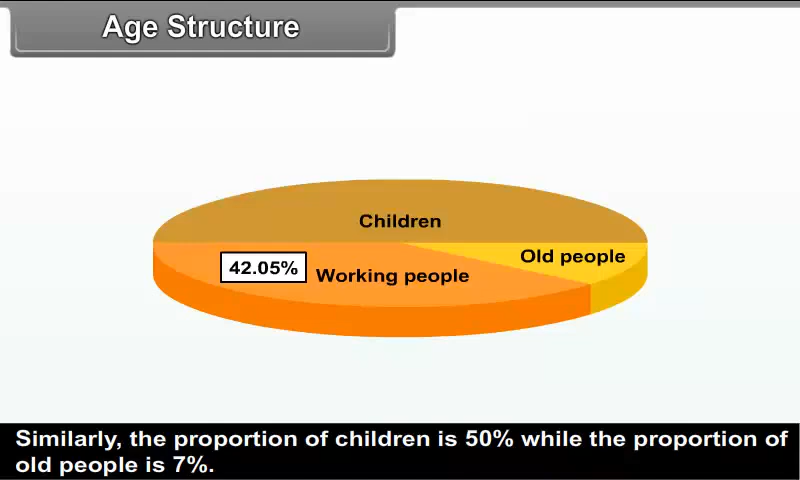 Age Structure
Children
Old people
42.05%
Working people
Similarly, the proportion of children is 50% while the proportion of
old people is 7%.